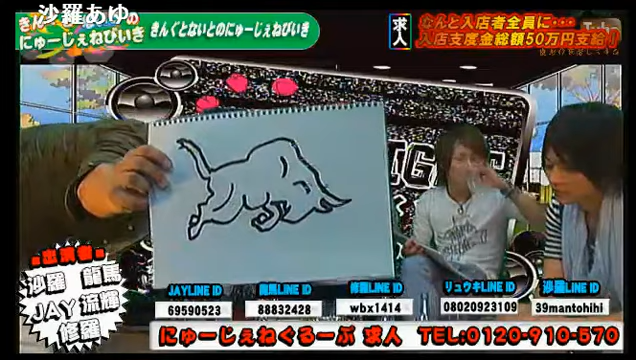 沙羅あゆ
にゅーじぇねびいき
きんぐとないとのにゅーじぇねびいき
求人
なんと入店者全員に・・・
入店支度金総額50万円支給!
出演者
沙羅 龍馬
JAY 流輝
修羅
JAYLINE ID
龍馬LINE ID
修羅LINE ID
リュウキLINE ID
沙羅LINE ID
69590523
88832428
wbx1414
08020923109
39mantohihi
にゅーじぇねぐるーぷ 求人 TEL:0120-910-570